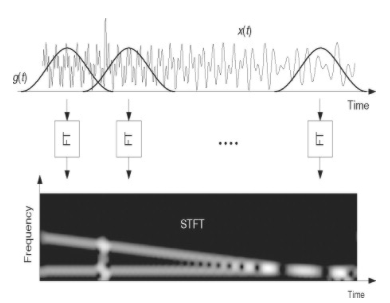 x(t)
g(t)
Time
FT FT .... FT
STFT
Frequency
Time